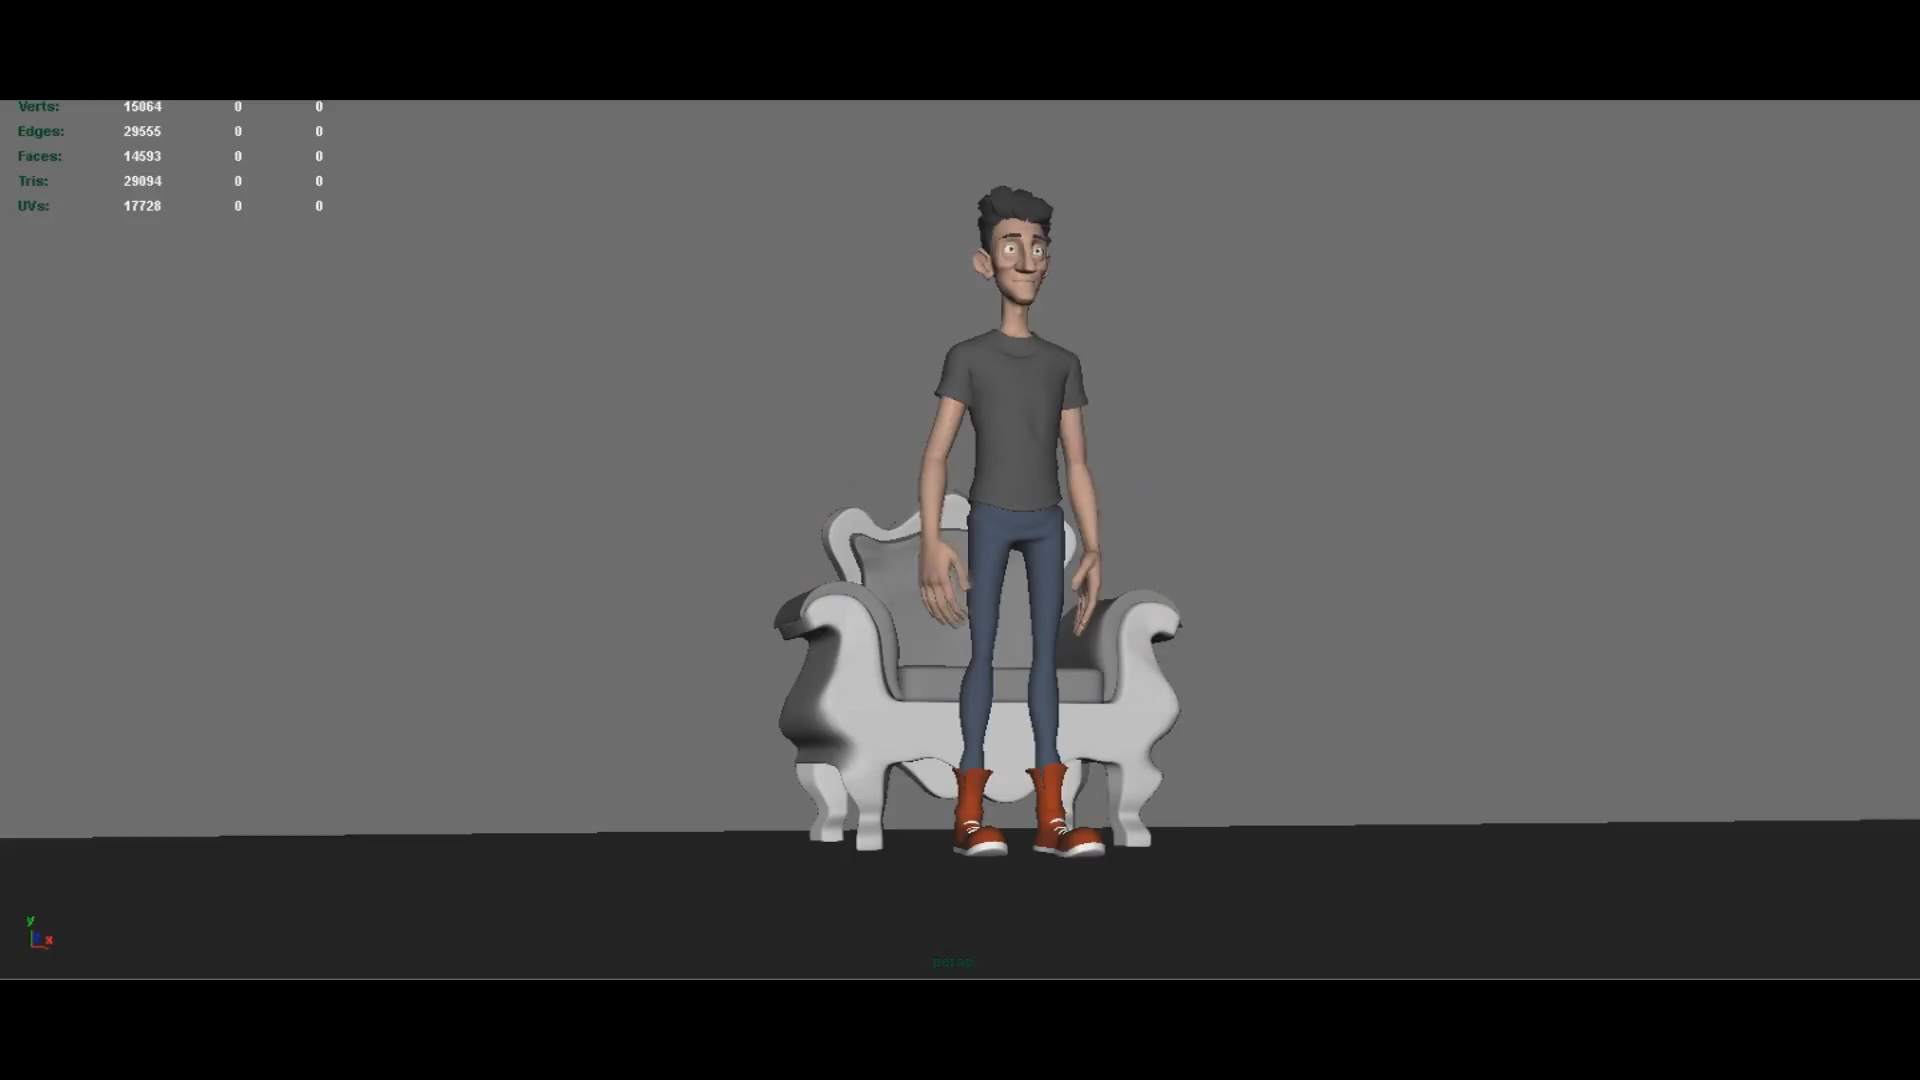 Verts: 15064 0 0
Edges: 29555 0 0
Faces: 14593 0 0
Tris: 29094 0 0
UVs: 17728 0 0
y
x
persp